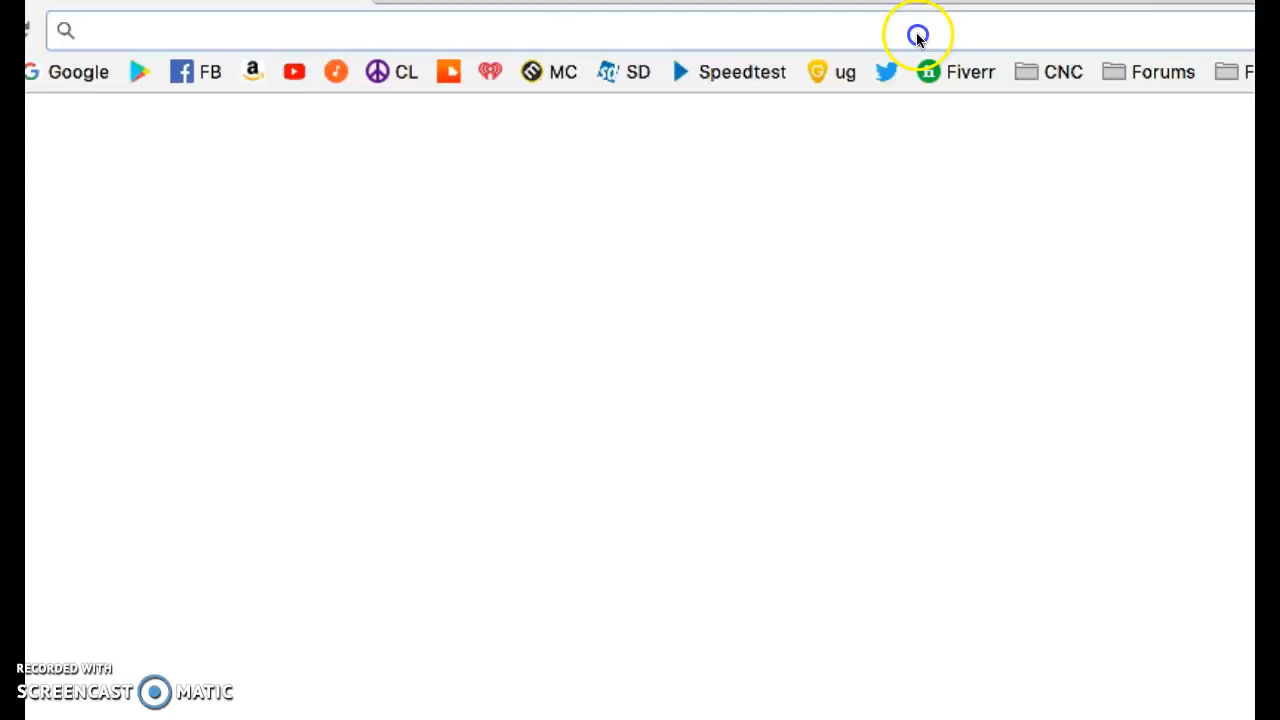 Google FB CL MC SD Speedtest ug Fiverr CNC Forums F
RECORDED WITH
SCREENCAST MATIC